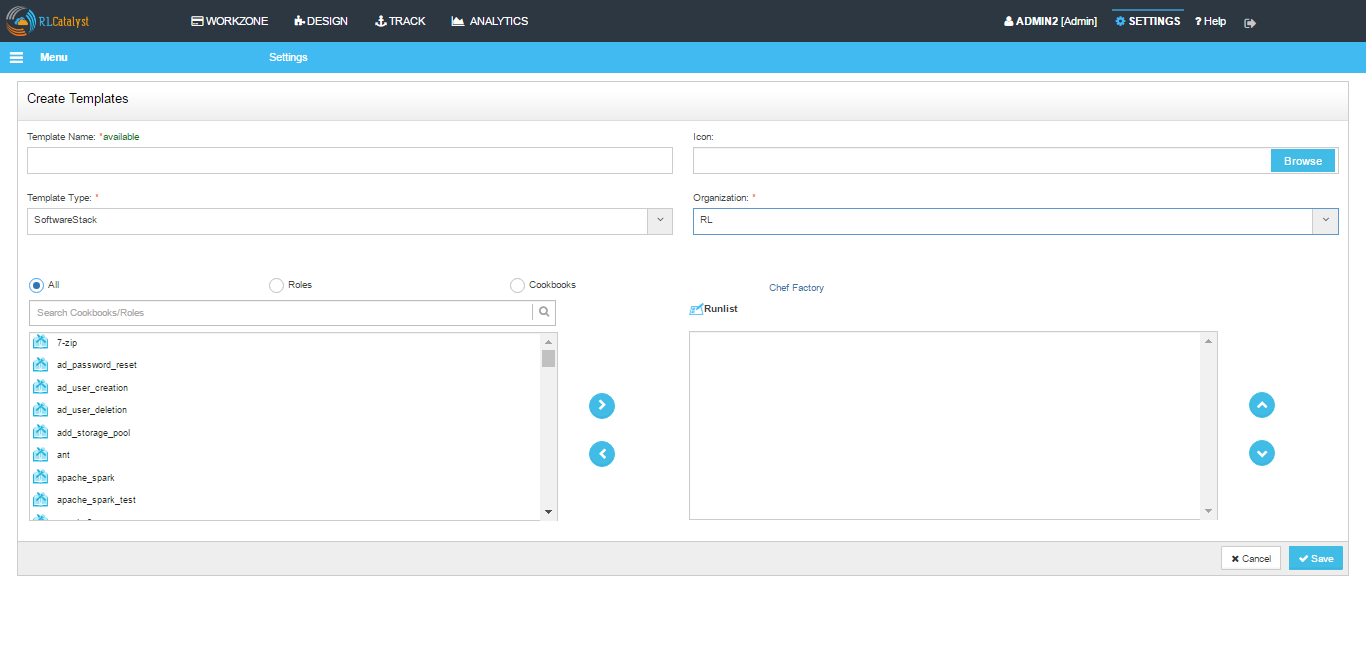 RLCatalyst WORKZONE DESIGN TRACK ANALYTICS ADMIN2 [Admin] SETTINGS ? Help
Menu Settings
Create Templates
Template Name: *available
Icon:
Browse
Template Type: *
Organization: *
SoftwareStack
RL
All Roles Cookbooks
Chef Factory
Search Cookbooks/Roles
Runlist
7-zip
ad_password_reset
ad_user_creation
ad_user_deletion
add_storage_pool
ant
apache_spark
apache_spark_test
Cancel Save